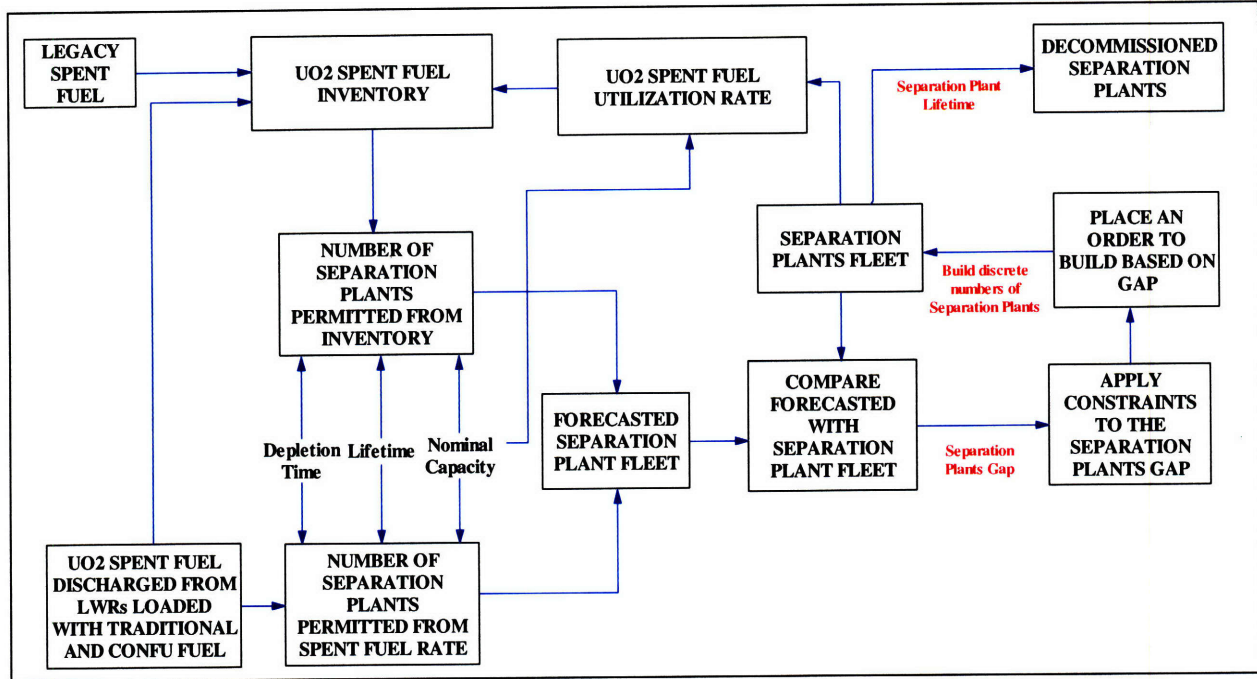 LEGACY
SPENT
FUEL
UO2 SPENT FUEL
INVENTORY
UO2 SPENT FUEL
UTILIZATION RATE
Separation Plant
Lifetime
DECOMMISSIONED
SEPARATION
PLANTS
NUMBER OF
SEPARATION
PLANTS
PERMITTED FROM
INVENTORY
SEPARATION
PLANTS FLEET
Build discrete
numbers of
Separation Plants
PLACE AN
ORDER TO
BUILD BASED ON
GAP
Depletion
Time
Lifetime
Nominal
Capacity
FORECASTED
SEPARATION
PLANT FLEET
COMPARE
FORECASTED
WITH
SEPARATION
PLANT FLEET
Separation
Plants Gap
APPLY
CONSTRAINTS
TO THE
SEPARATION
PLANTS GAP
UO2 SPENT FUEL
DISCHARGED FROM
LWRs LOADED
WITH TRADITIONAL
AND CONFU FUEL
NUMBER OF
SEPARATION
PLANTS
PERMITTED FROM
SPENT FUEL RATE